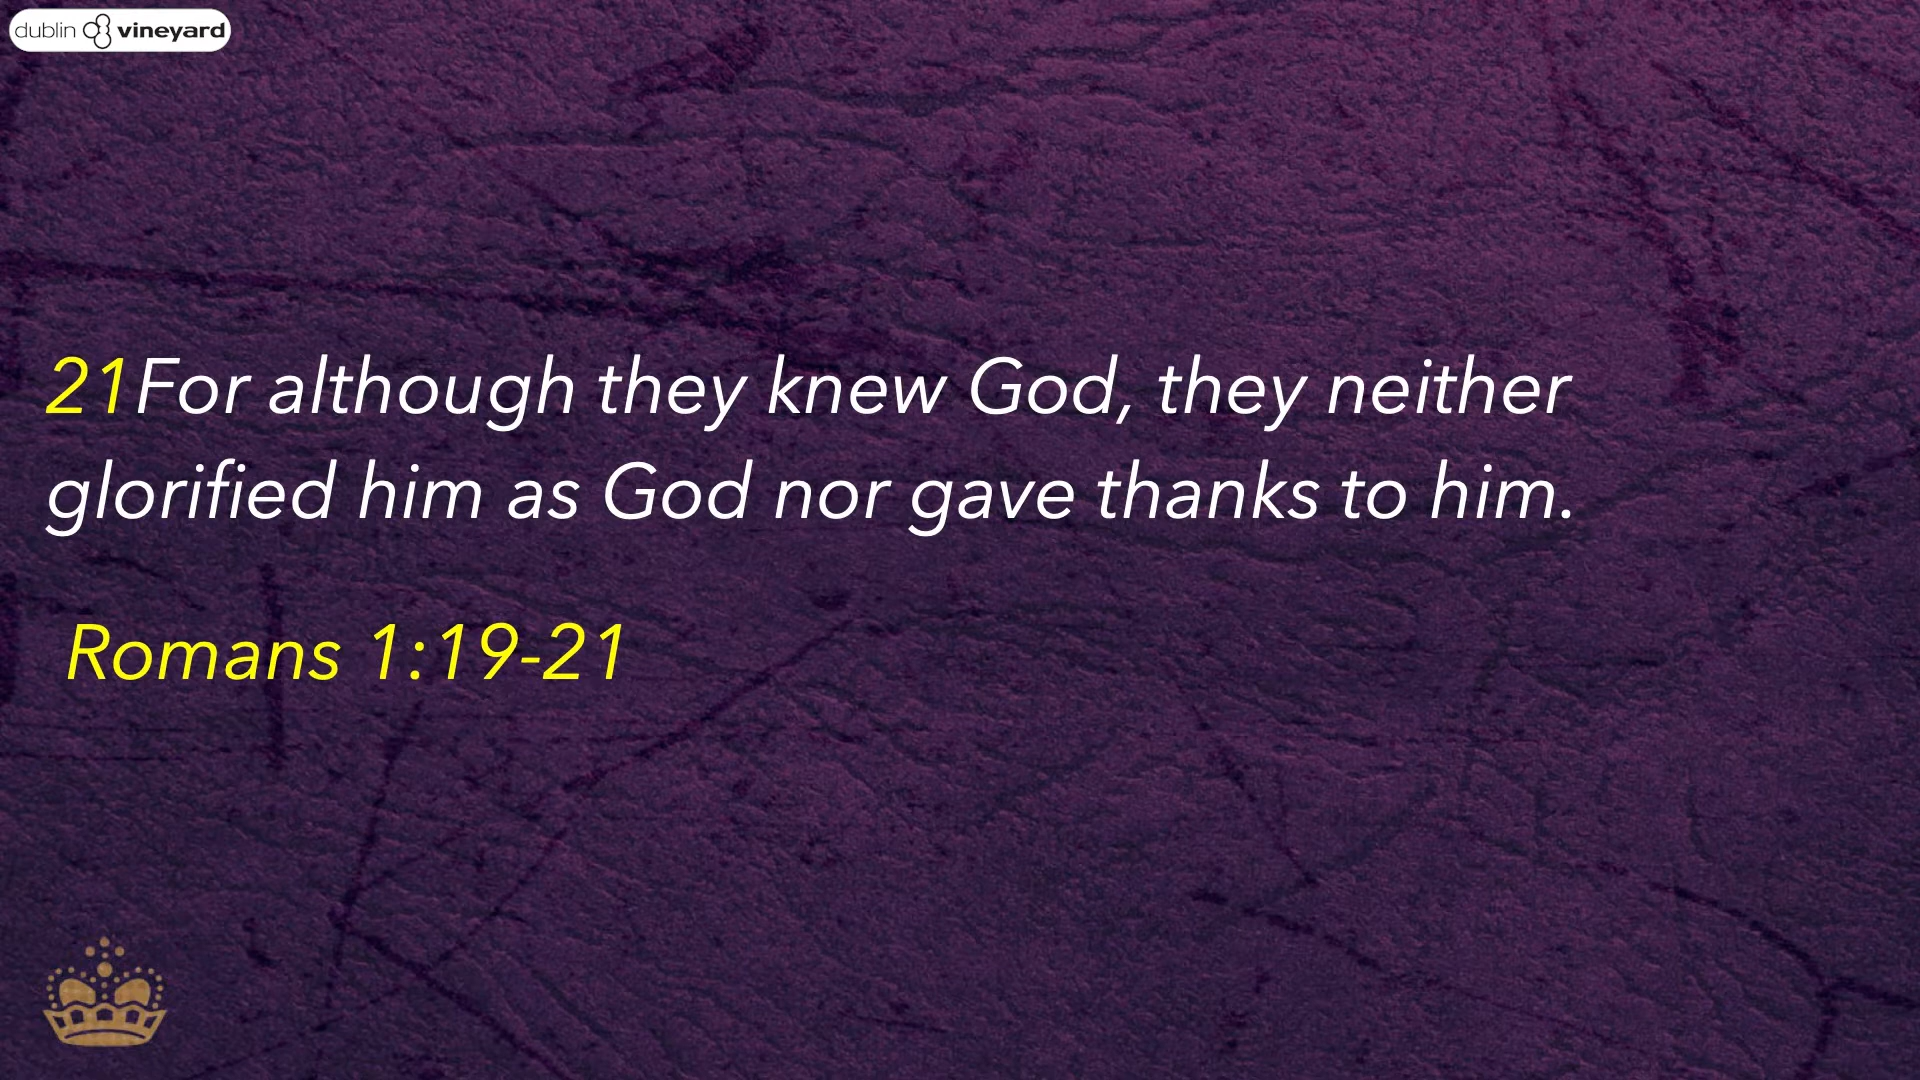 dublin vineyard
21For although they knew God, they neither
glorified him as God nor gave thanks to him.
Romans 1:19-21